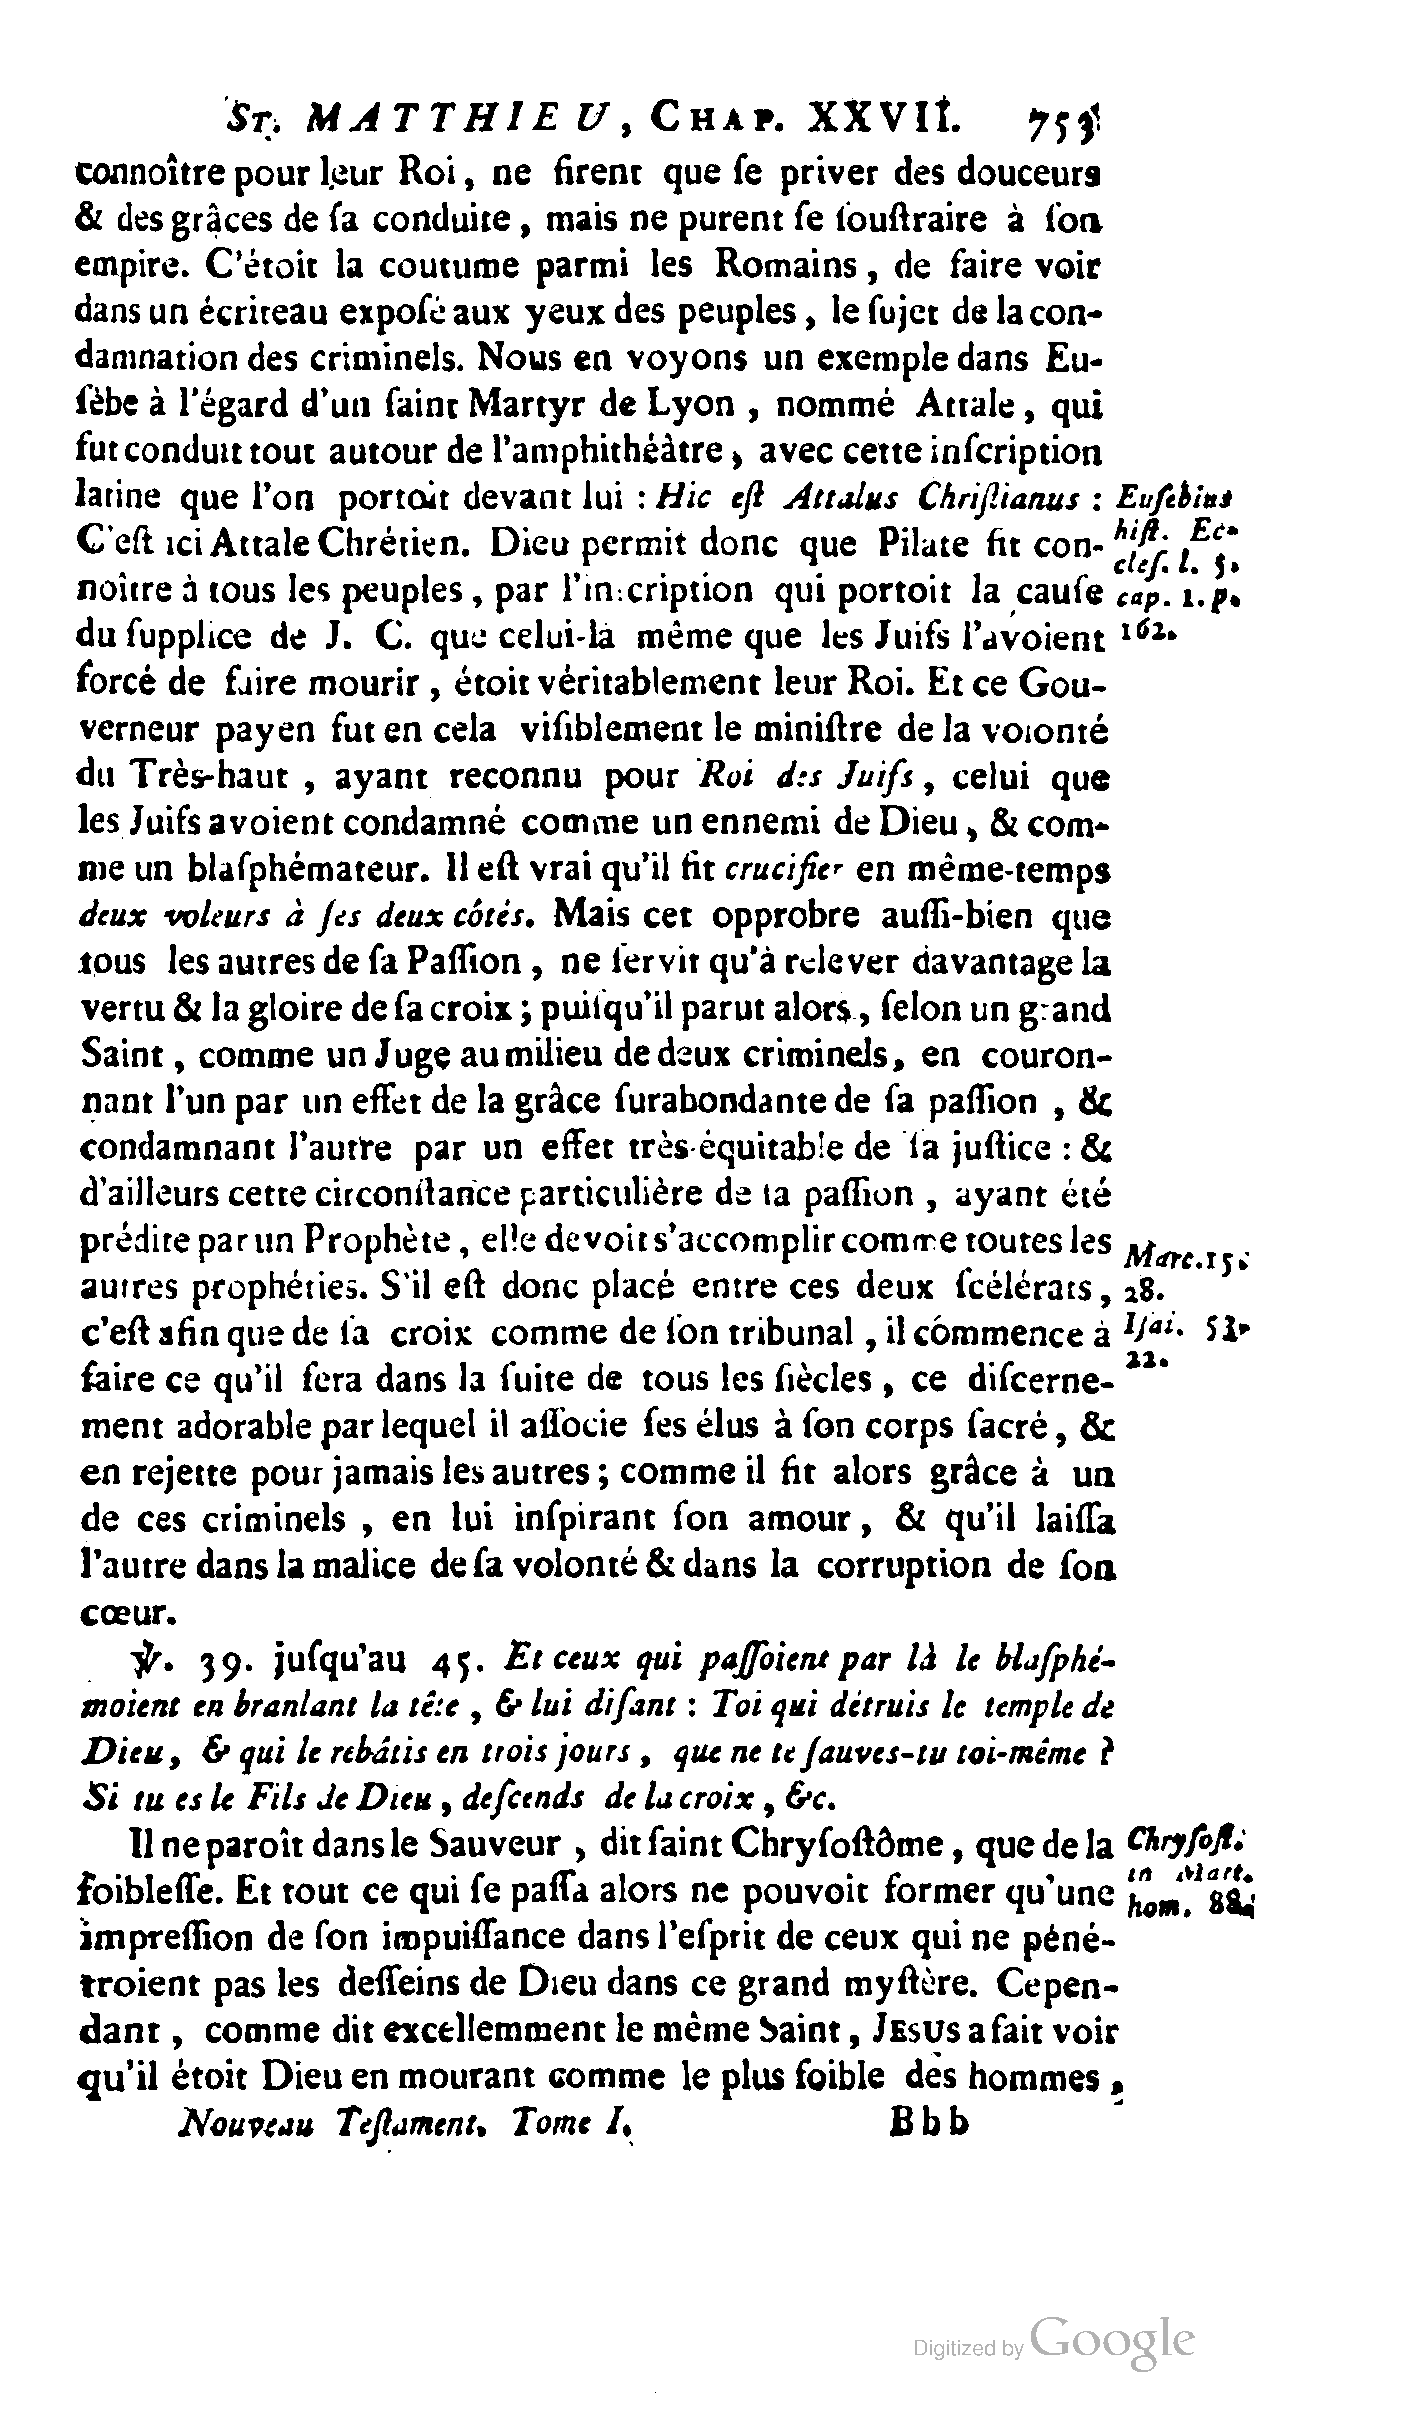 ST. MATTHIEU, CHAP. XXVII. 753
connoître pour leur Roi, ne firent que ſe priver des douceurs
& des grâces de ſa conduite, mais ne purent ſe ſouſtraire à ſon
empire. C'étoit la coutume parmi les Romains, de faire voir
dans un écriteau expoſé aux yeux des peuples, le ſujet de la con-
damnation des criminels. Nous en voyons un exemple dans Eu-
ſèbe à l'égard d'un ſaint Martyr de Lyon, nommé Attale, qui
fut conduit tout autour de l'amphithéâtre, avec cette inſcription
latine que l'on portoit devant lui : Hic eſt Attalus Chriſtianus :
C'eſt ici Attale Chrétien. Dieu permit donc que Pilate fit con-
noître à tous les peuples, par l'inſcription qui portoit la cauſe
du ſupplice de J. C. que celui-là même que les Juifs l'avoient
forcé de faire mourir, étoit véritablement leur Roi. Et ce Gou-
verneur payen fut en cela viſiblement le miniſtre de la volonté
du Très-haut, ayant reconnu pour Roi des Juifs, celui que
les Juifs avoient condamné comme un ennemi de Dieu, & com-
me un blaſphémateur. Il eſt vrai qu'il fit crucifier en même-temps
deux voleurs à ſes deux côtés. Mais cet opprobre auſſi-bien que
tous les autres de ſa Paſſion, ne ſervit qu'à relever davantage la
vertu & la gloire de ſa croix ; puiſqu'il parut alors, ſelon un grand
Saint, comme un Juge au milieu de deux criminels, en couron-
nant l'un par un effet de la grâce ſurabondante de ſa paſſion, &
condamnant l'autre par un effet très-équitable de ſa juſtice : &
d'ailleurs cette circonſtance particulière de ſa paſſion, ayant été
prédite par un Prophète, elle devoit s'accomplir comme toutes les
autres prophéties. S'il eſt donc placé entre ces deux ſcélérats,
c'eſt afin que de ſa croix comme de ſon tribunal, il commence à
faire ce qu'il fera dans la ſuite de tous les ſiècles, ce diſcerne-
ment adorable par lequel il aſſocie ſes élus à ſon corps ſacré, &
en rejette pour jamais les autres ; comme il fit alors grâce à un
de ces criminels, en lui inſpirant ſon amour, & qu'il laiſſa
l'autre dans la malice de ſa volonté & dans la corruption de ſon
cœur.
℣. 39. juſqu'au 45. Et ceux qui paſſoient par là le blaſphé-
moient en branlant la tête, & lui diſant : Toi qui détruis le temple de
Dieu, & qui le rebâtis en trois jours, que ne te ſauves-tu toi-même ?
Si tu es le Fils de Dieu, deſcends de la croix, &c.
Il ne paroît dans le Sauveur, dit ſaint Chryſoſtôme, que de la
foibleſſe. Et tout ce qui ſe paſſa alors ne pouvoit former qu'une
impreſſion de ſon impuiſſance dans l'eſprit de ceux qui ne péné-
troient pas les deſſeins de Dieu dans ce grand myſtère. Cepen-
dant, comme dit excellemment le même Saint, JESUS a fait voir
qu'il étoit Dieu en mourant comme le plus foible des hommes,
Nouveau Teſtament. Tome I. Bbb
Euſebius
hiſt. Ec-
cleſ. l. 5.
cap. 1. p.
162.
Marc. 15.
28.
Iſai. 53.
22.
Chryſoſt.
in Matt.
hom. 88.
Digitized by Google